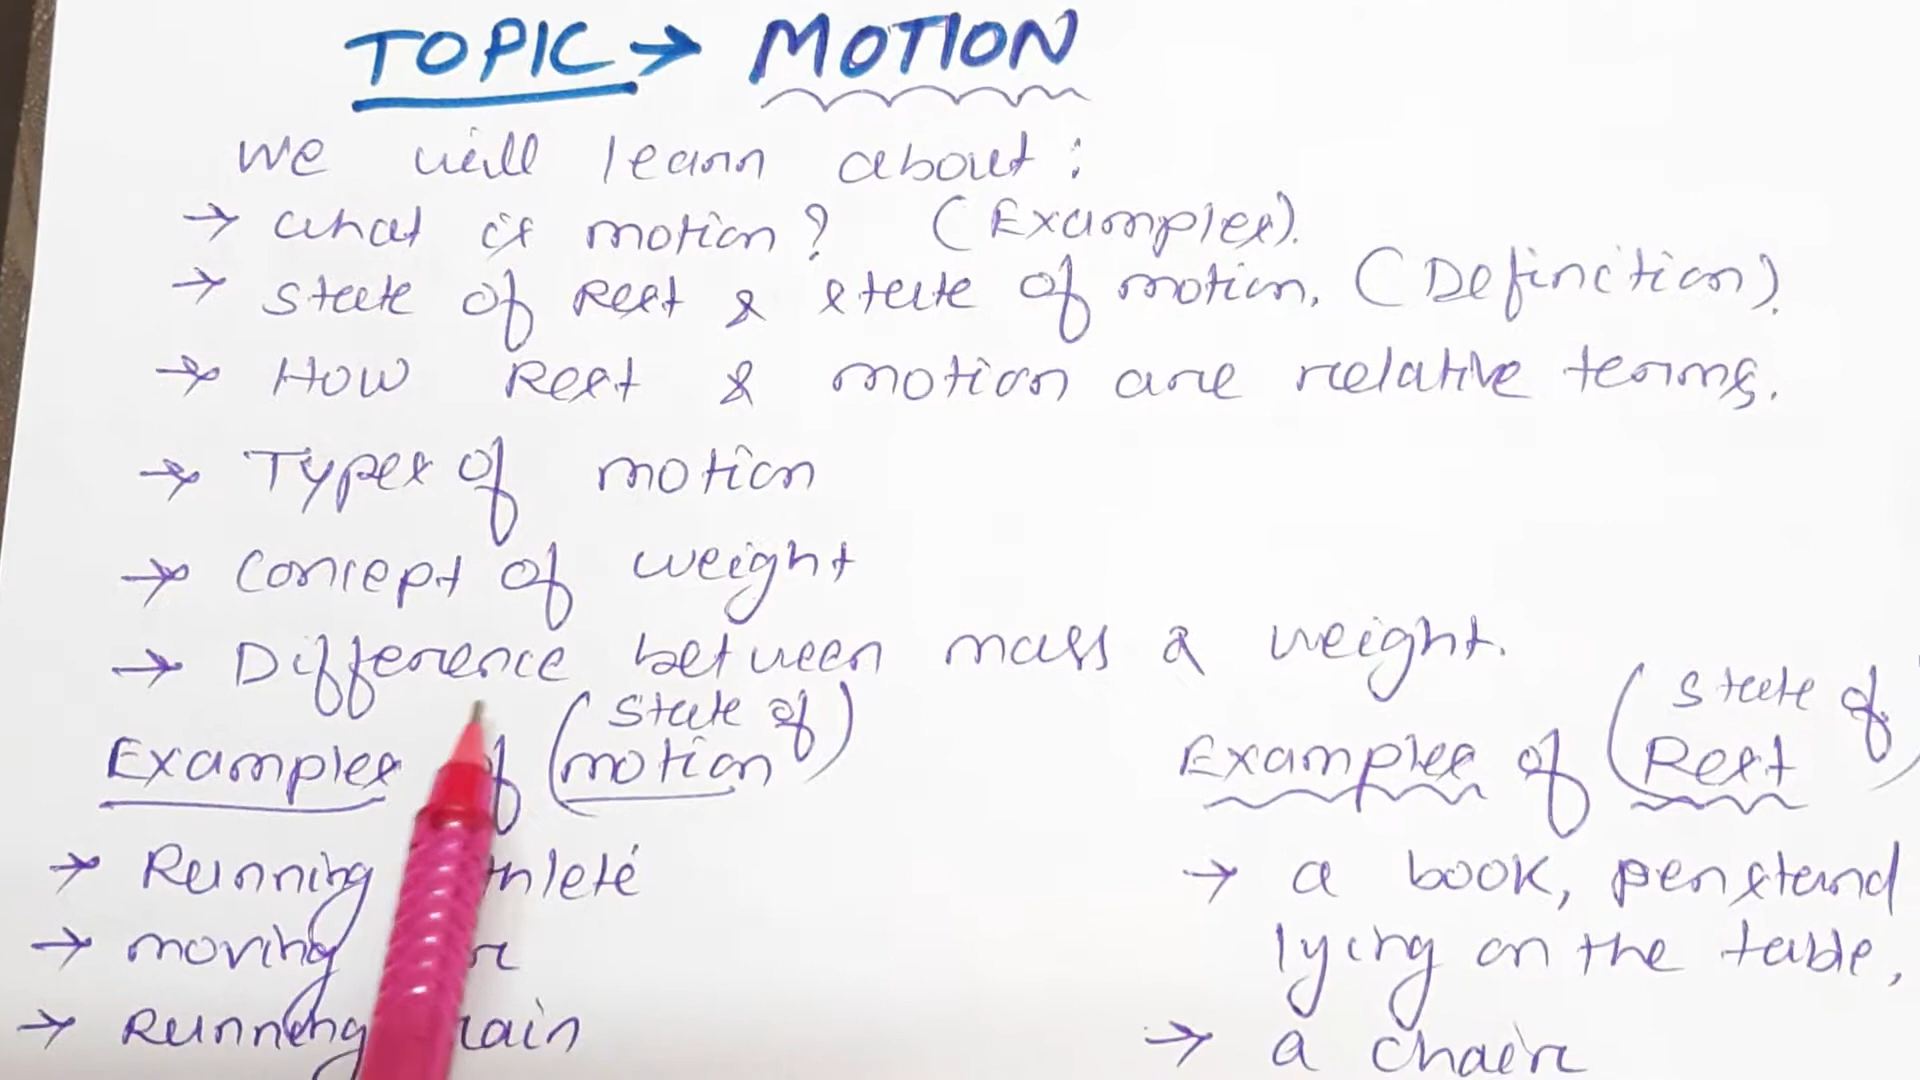 TOPIC → MOTION
we will learn about :
→ what is motion? (Examples).
→ State of Rest & state of motion. (Definition).
→ How Rest & motion are relative terms.
→ Types of motion
→ Concept of weight
→ Difference between mass & weight.
Examples of (State of motion)
→ Running
→ moving
→ Running
Examples of (State of Rest
→ a book, penstand
lying on the table,
→ a chair